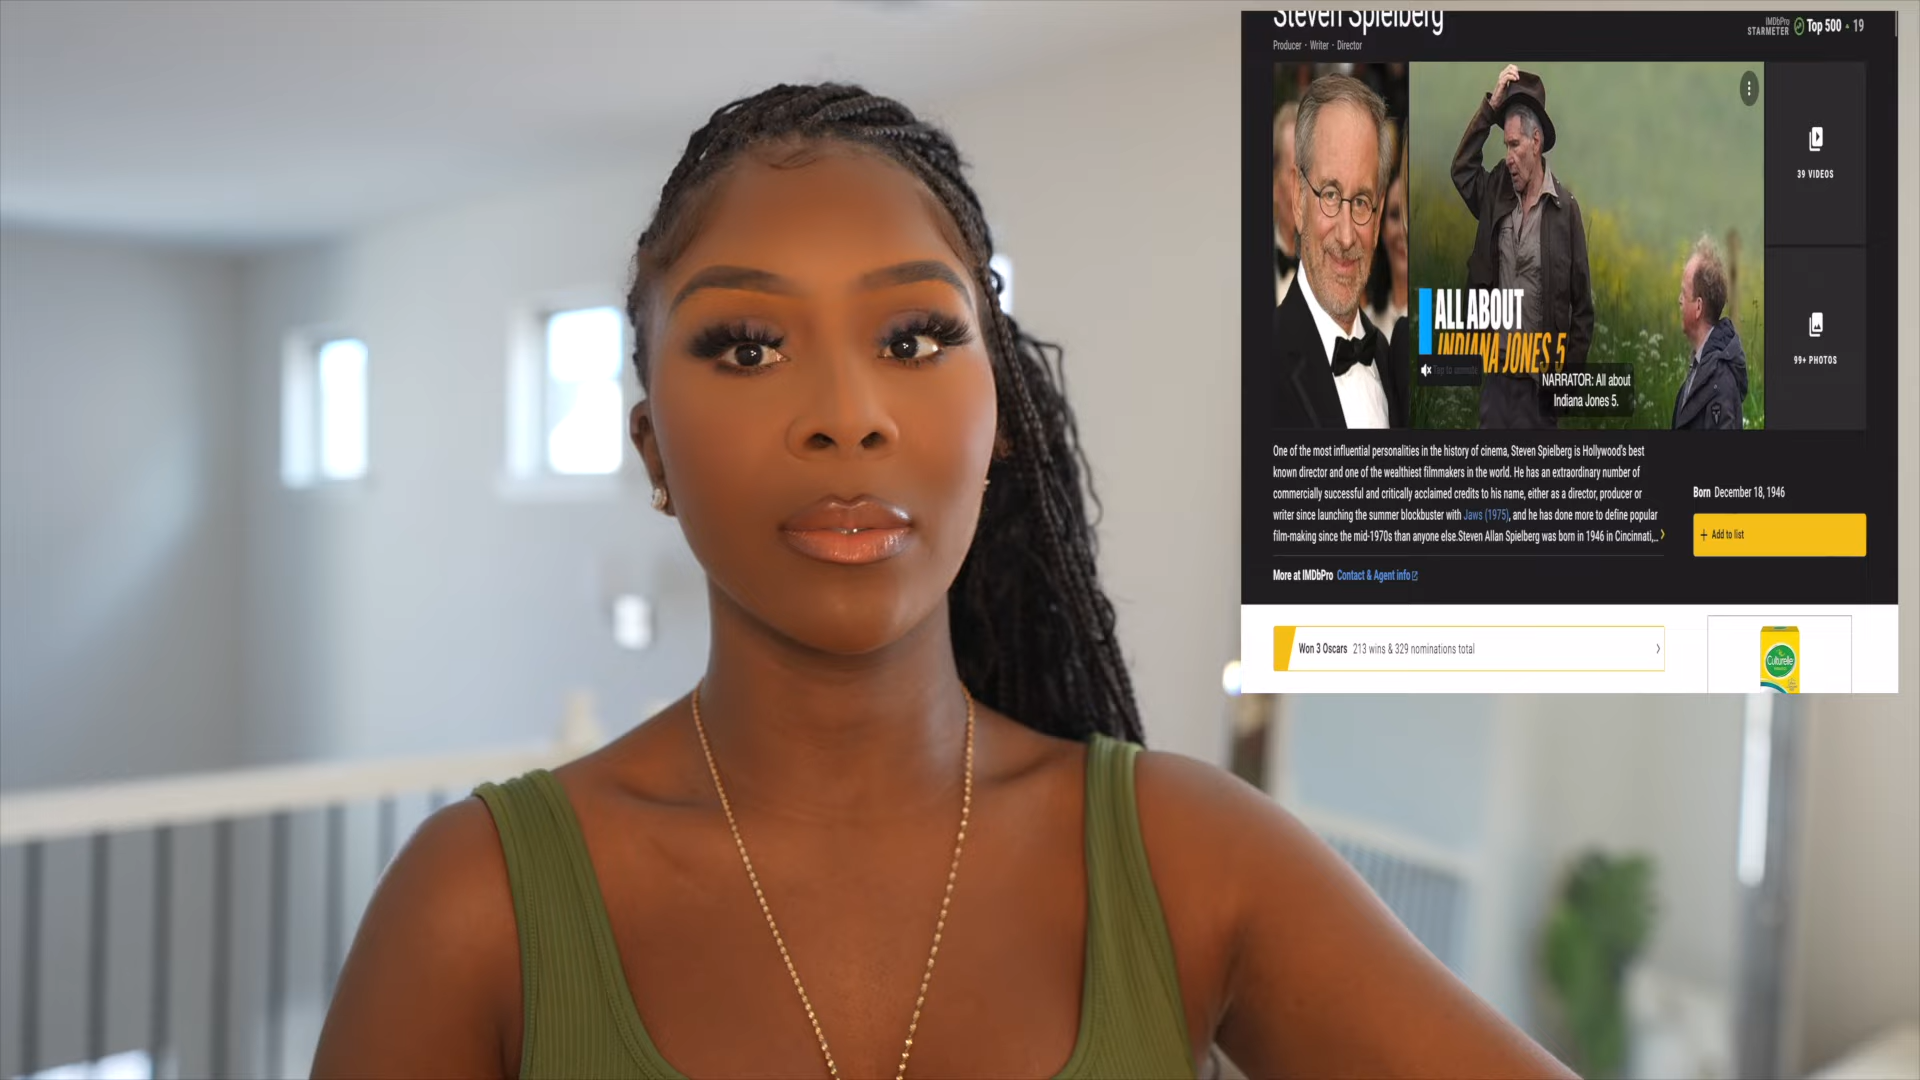 Steven Spielberg
Producer · Writer · Director
IMDbPro
STARMETER
Top 500
19
39 VIDEOS
99+ PHOTOS
ALL ABOUT
INDIANA JONES 5
Tap to unmute
NARRATOR: All about
Indiana Jones 5.
One of the most influential personalities in the history of cinema, Steven Spielberg is Hollywood's best
known director and one of the wealthiest filmmakers in the world. He has an extraordinary number of
commercially successful and critically acclaimed credits to his name, either as a director, producer or
writer since launching the summer blockbuster with Jaws (1975), and he has done more to define popular
film-making since the mid-1970s than anyone else.Steven Allan Spielberg was born in 1946 in Cincinnati,...
Born December 18, 1946
+ Add to list
More at IMDbPro Contact & Agent info
Won 3 Oscars 213 wins & 329 nominations total
Culturelle